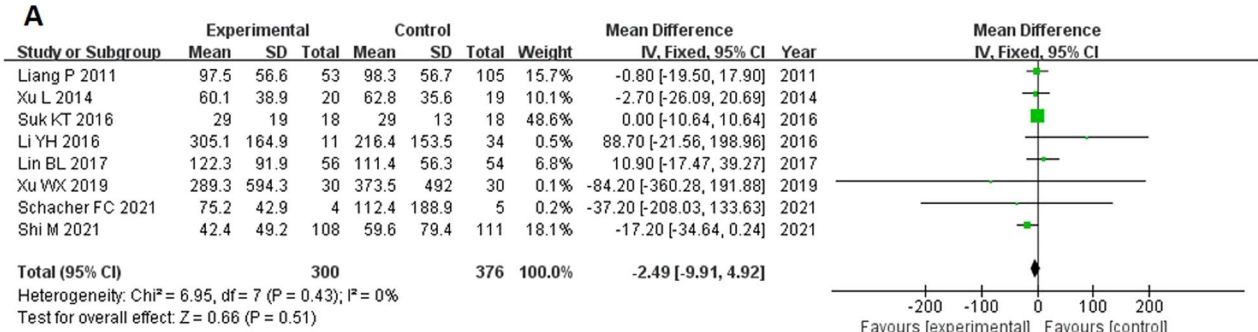 A
Experimental Control Mean Difference Mean Difference
Study or Subgroup Mean SD Total Mean SD Total Weight IV, Fixed, 95% CI Year IV, Fixed, 95% CI
Liang P 2011 97.5 56.6 53 98.3 56.7 105 15.7% -0.80 [-19.50, 17.90] 2011
Xu L 2014 60.1 38.9 20 62.8 35.6 19 10.1% -2.70 [-26.09, 20.69] 2014
Suk KT 2016 29 19 18 29 13 18 48.6% 0.00 [-10.64, 10.64] 2016
Li YH 2016 305.1 164.9 11 216.4 153.5 34 0.5% 88.70 [-21.56, 198.96] 2016
Lin BL 2017 122.3 91.9 56 111.4 56.3 54 6.8% 10.90 [-17.47, 39.27] 2017
Xu WX 2019 289.3 594.3 30 373.5 492 30 0.1% -84.20 [-360.28, 191.88] 2019
Schacher FC 2021 75.2 42.9 4 112.4 188.9 5 0.2% -37.20 [-208.03, 133.63] 2021
Shi M 2021 42.4 49.2 108 59.6 79.4 111 18.1% -17.20 [-34.64, 0.24] 2021
Total (95% CI) 300 376 100.0% -2.49 [-9.91, 4.92]
Heterogeneity: Chi² = 6.95, df = 7 (P = 0.43); I² = 0%
Test for overall effect: Z = 0.66 (P = 0.51)
-200 -100 0 100 200
Favours [experimental] Favours [control]